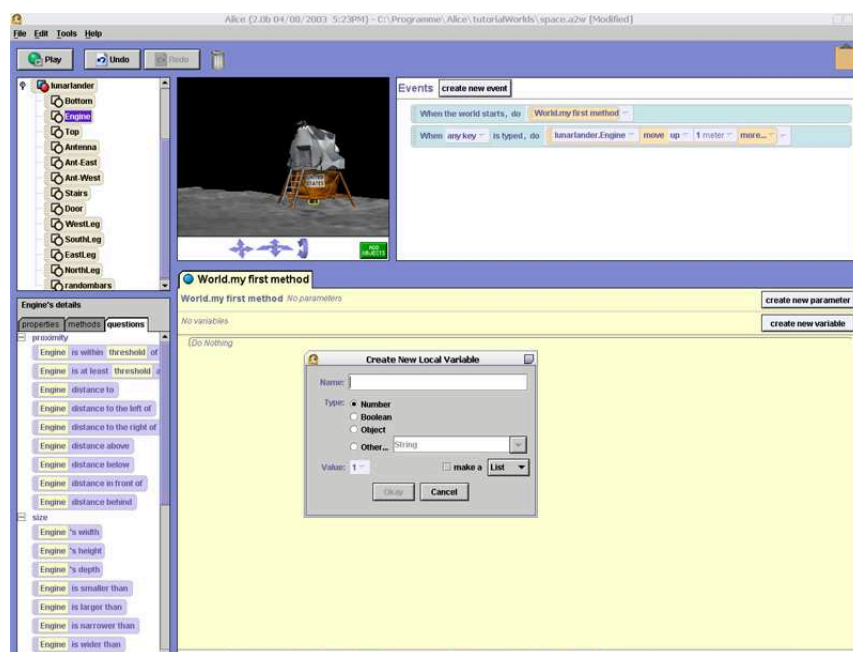 Alice (2.0b 04/08/2003 5:23PM) - C:\Programme\Alice\tutorialWorlds\space.a2w [Modified]
File Edit Tools Help
Play Undo Redo
lunarlander
Bottom
Engine
Top
Antenna
Ant-East
Ant-West
Stairs
Door
WestLeg
SouthLeg
EastLeg
NorthLeg
randombars
UNITED
STATES
ADD
OBJECTS
Events create new event
When the world starts, do World.my first method
When any key is typed, do lunarlander.Engine move up 1 meter more...
Engine's details
properties methods questions
proximity
Engine is within threshold of
Engine is at least threshold a
Engine distance to
Engine distance to the left of
Engine distance to the right of
Engine distance above
Engine distance below
Engine distance in front of
Engine distance behind
size
Engine 's width
Engine 's height
Engine 's depth
Engine is smaller than
Engine is larger than
Engine is narrower than
Engine is wider than
World.my first method
World.my first method No parameters create new parameter
No variables create new variable
(Do Nothing
Create New Local Variable
Name:
Type: Number
Boolean
Object
Other... String
Value: 1 make a List
Okay Cancel